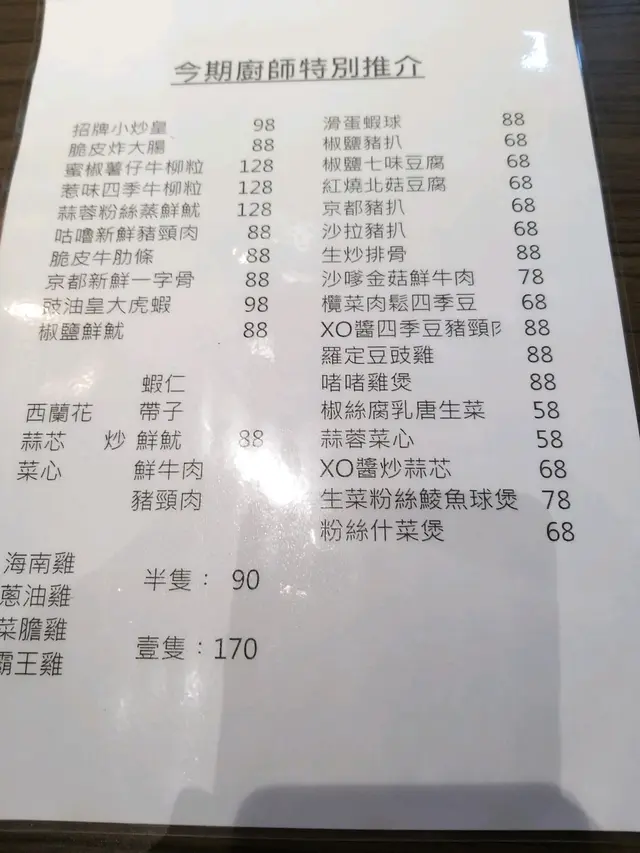 今期廚師特別推介
招牌小炒皇 98
脆皮炸大腸 88
蜜椒薯仔牛柳粒 128
惹味四季牛柳粒 128
蒜蓉粉絲蒸鮮魷 128
咕嚕新鮮豬頸肉 88
脆皮牛肋條 88
京都新鮮一字骨 88
豉油皇大虎蝦 98
椒鹽鮮魷 88
蝦仁
西蘭花 帶子
蒜芯 炒 鮮魷 88
菜心 鮮牛肉
豬頸肉
海南雞
蔥油雞
菜膽雞
霸王雞
半隻： 90
壹隻：170
滑蛋蝦球 88
椒鹽豬扒 68
椒鹽七味豆腐 68
紅燒北菇豆腐 68
京都豬扒 68
沙拉豬扒 68
生炒排骨 88
沙嗲金菇鮮牛肉 78
欖菜肉鬆四季豆 68
XO醬四季豆豬頸肉 88
羅定豆豉雞 88
啫啫雞煲 88
椒絲腐乳唐生菜 58
蒜蓉菜心 58
XO醬炒蒜芯 68
生菜粉絲鯪魚球煲 78
粉絲什菜煲 68